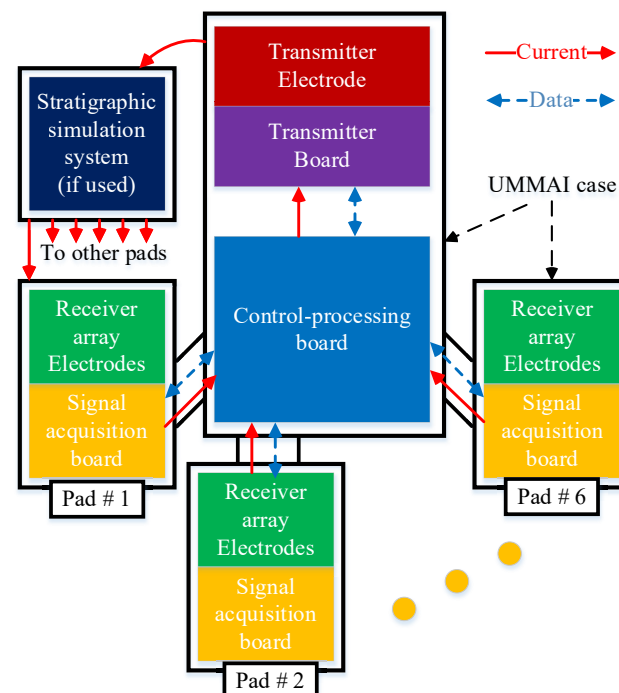 Transmitter
Electrode
Transmitter
Board
Current
Data
Stratigraphic
simulation
system
(if used)
UMMAI case
To other pads
Receiver
array
Electrodes
Signal
acquisition
board
Pad # 1
Control-processing
board
Receiver
array
Electrodes
Signal
acquisition
board
Pad # 6
Receiver
array
Electrodes
Signal
acquisition
board
Pad # 2